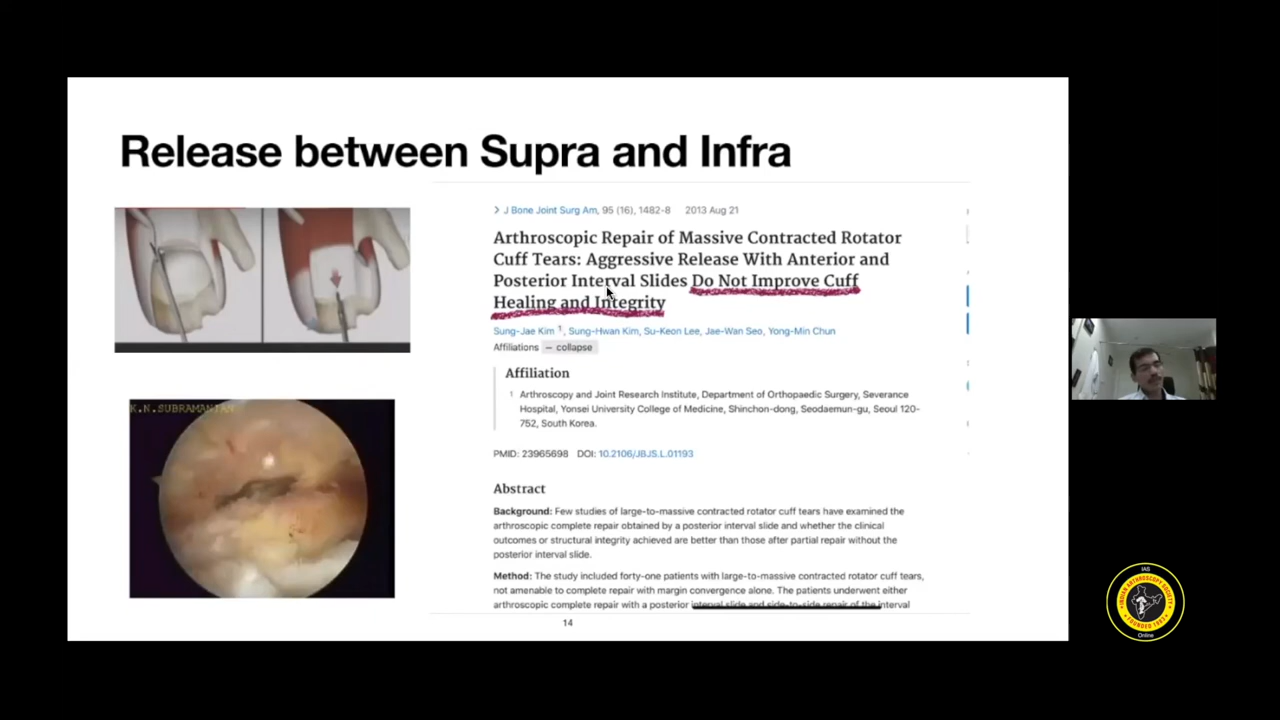 Release between Supra and Infra
J Bone Joint Surg Am, 95 (16), 1482-8 2013 Aug 21
Arthroscopic Repair of Massive Contracted Rotator
Cuff Tears: Aggressive Release With Anterior and
Posterior Interval Slides Do Not Improve Cuff
Healing and Integrity
Sung-Jae Kim 1, Sung-Hwan Kim, Su-Keon Lee, Jae-Wan Seo, Yong-Min Chun
Affiliations – collapse
Affiliation
1 Arthroscopy and Joint Research Institute, Department of Orthopaedic Surgery, Severance
Hospital, Yonsei University College of Medicine, Shinchon-dong, Seodaemun-gu, Seoul 120-
752, South Korea.
PMID: 23965698 DOI: 10.2106/JBJS.L.01193
Abstract
Background: Few studies of large-to-massive contracted rotator cuff tears have examined the
arthroscopic complete repair obtained by a posterior interval slide and whether the clinical
outcomes or structural integrity achieved are better than those after partial repair without the
posterior interval slide.
Method: The study included forty-one patients with large-to-massive contracted rotator cuff tears,
not amenable to complete repair with margin convergence alone. The patients underwent either
arthroscopic complete repair with a posterior interval slide and side-to-side repair of the interval
14
K.N.SUBRAMANIAN
IAS
INDIAN ARTHROSCOPY SOCIETY
Online